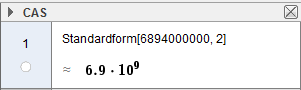 CAS
1
Standardform[6894000000, 2]
≈ 6.9 · 10⁹